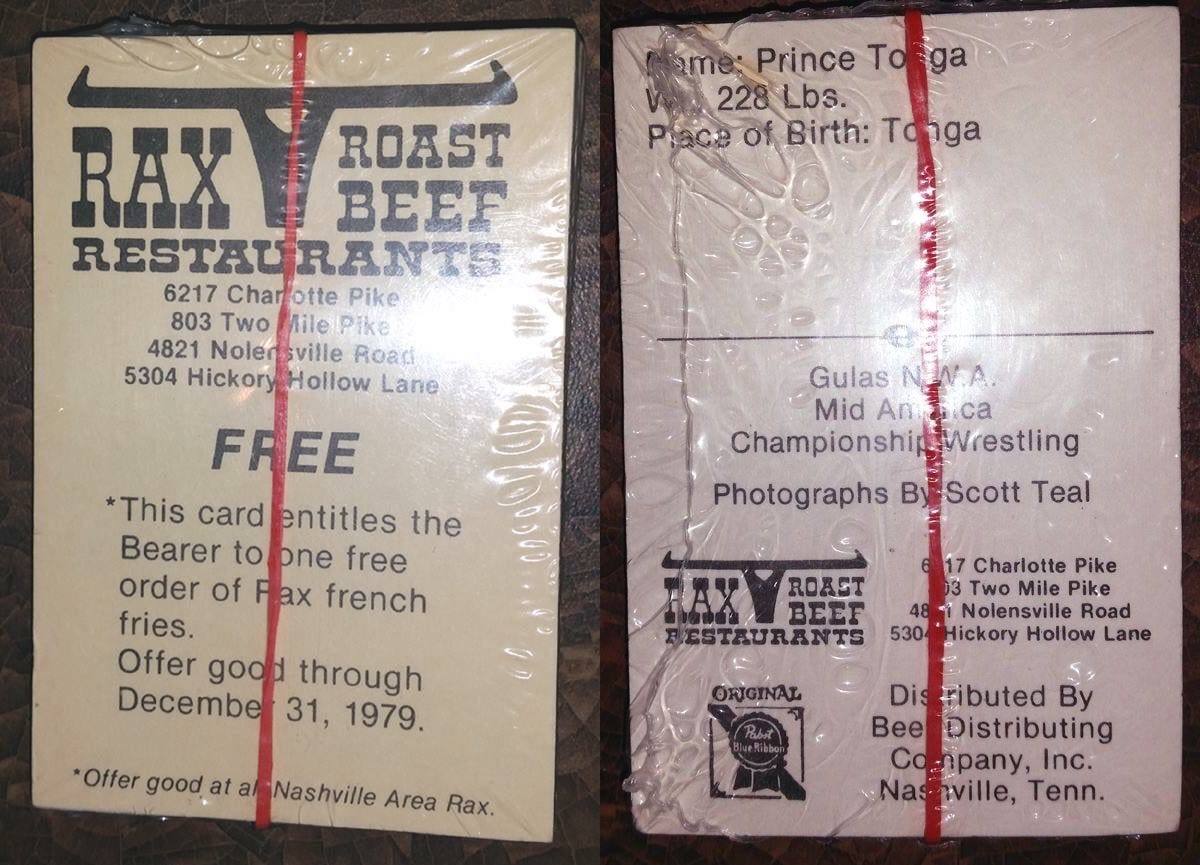 RAX ROAST
BEEF
RESTAURANTS
6217 Charlotte Pike
803 Two Mile Pike
4821 Nolensville Road
5304 Hickory Hollow Lane
FREE
*This card entitles the
Bearer to one free
order of Rax french
fries.
Offer good through
December 31, 1979.
*Offer good at all Nashville Area Rax.
Name: Prince Tonga
Wt.: 228 Lbs.
Place of Birth: Tonga
Gulas N.W.A.
Mid America
Championship Wrestling
Photographs By Scott Teal
RAX ROAST
BEEF
RESTAURANTS
6217 Charlotte Pike
803 Two Mile Pike
4821 Nolensville Road
5304 Hickory Hollow Lane
ORIGINAL
Pabst
Blue Ribbon
Distributed By
Beer Distributing
Company, Inc.
Nashville, Tenn.